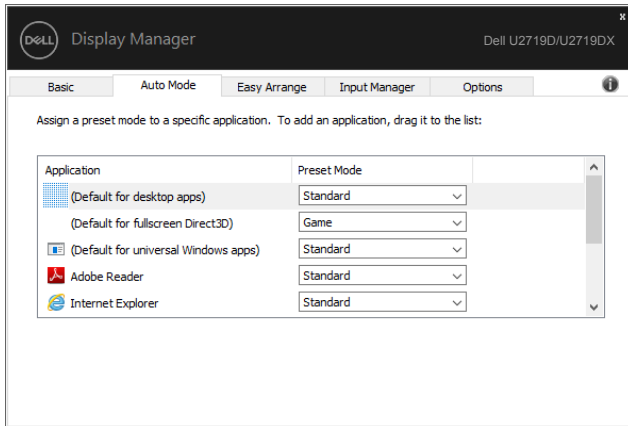 x
DELL Display Manager
Dell U2719D/U2719DX
Basic Auto Mode Easy Arrange Input Manager Options i
Assign a preset mode to a specific application. To add an application, drag it to the list:
Application Preset Mode
(Default for desktop apps) Standard
(Default for fullscreen Direct3D) Game
(Default for universal Windows apps) Standard
Adobe Reader Standard
Internet Explorer Standard